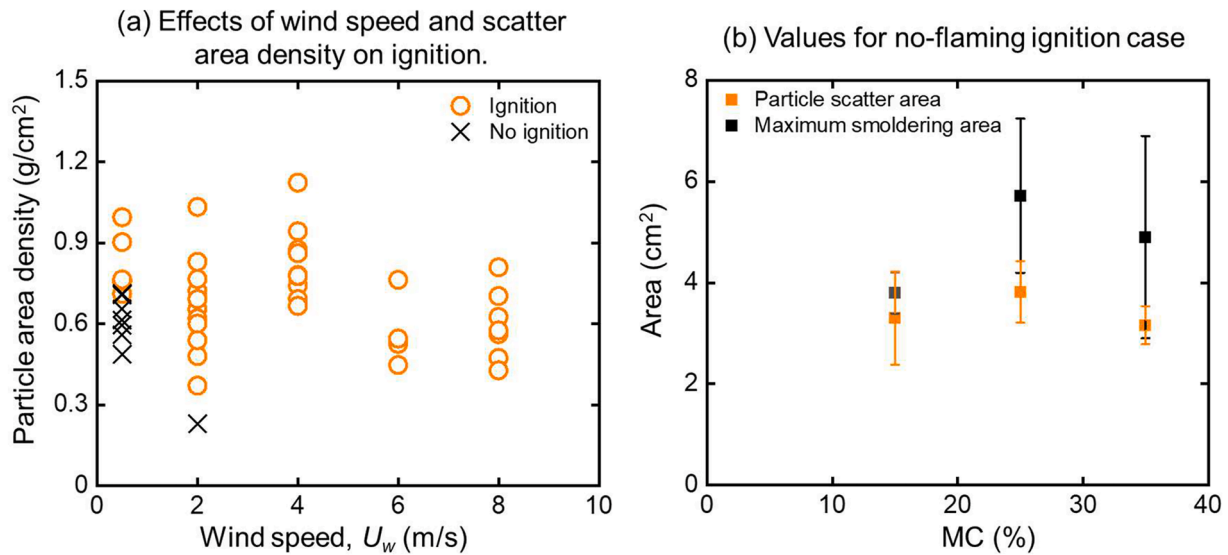 (a) Effects of wind speed and scatter
area density on ignition.
1.5
1.2
0.9
0.6
0.3
0
Particle area density (g/cm²)
Ignition
No ignition
0 2 4 6 8 10
Wind speed, U_w (m/s)
(b) Values for no-flaming ignition case
8
6
4
2
0
Area (cm²)
Particle scatter area
Maximum smoldering area
0 10 20 30 40
MC (%)